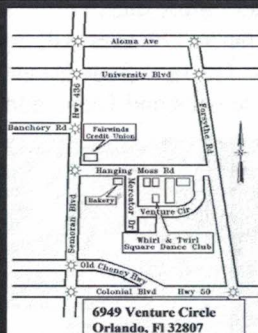 Aloma Ave
University Blvd
Hwy 436
Forsythe Rd
Banchory Rd
Fairwinds
Credit Union
Hanging Moss Rd
Bakery
Mercator Dr
Venture Cir
Semoran Blvd
Whirl & Twirl
Square Dance Club
Old Cheney Hwy
Colonial Blvd Hwy 50
6949 Venture Circle
Orlando, Fl 32807